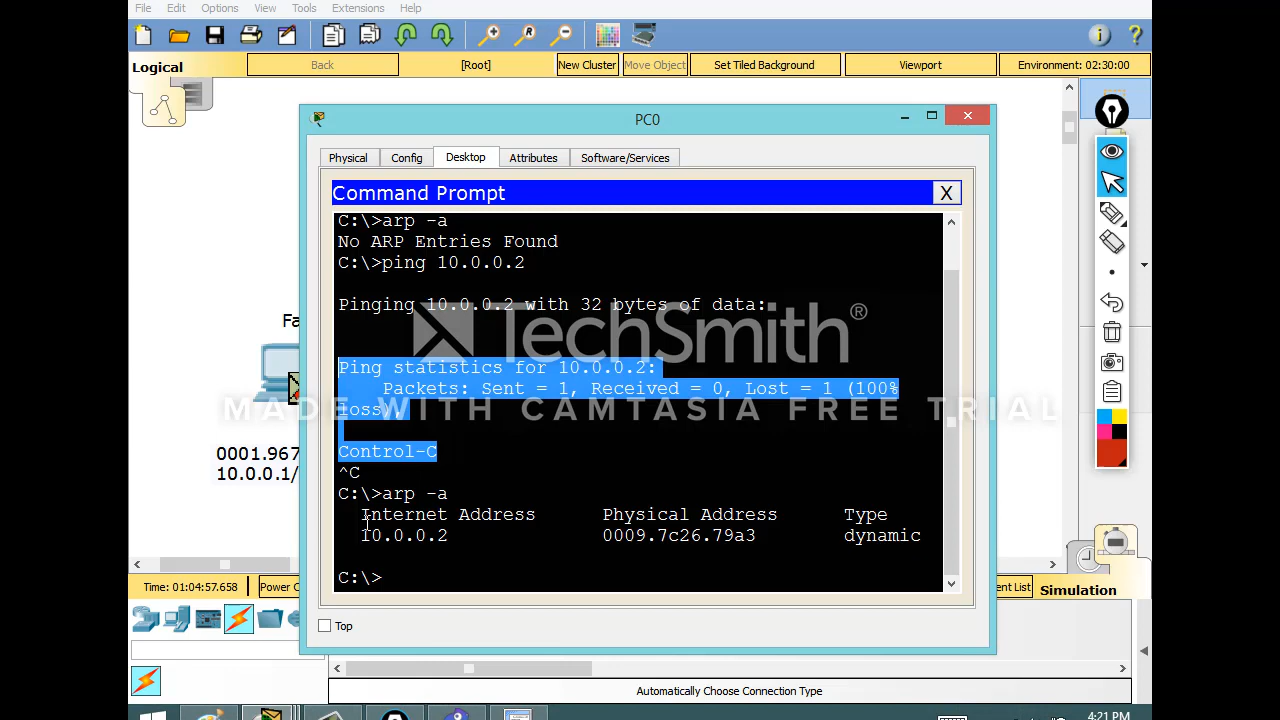 File Edit Options View Tools Extensions Help
Logical Back [Root] New Cluster Move Object Set Tiled Background Viewport Environment: 02:30:00
PC0
Physical Config Desktop Attributes Software/Services
Command Prompt X
C:\>arp -a
No ARP Entries Found
C:\>ping 10.0.0.2
Pinging 10.0.0.2 with 32 bytes of data:
TechSmith®
Ping statistics for 10.0.0.2:
Packets: Sent = 1, Received = 0, Lost = 1 (100%
loss)
MADE WITH CAMTASIA FREE TRIAL
Control-C
^C
C:\>arp -a
Internet Address Physical Address Type
10.0.0.2 0009.7c26.79a3 dynamic
C:\>
Top
Fa
0001.967
10.0.0.1/
Time: 01:04:57.658 Power C ent List Simulation
Automatically Choose Connection Type
4:21 PM